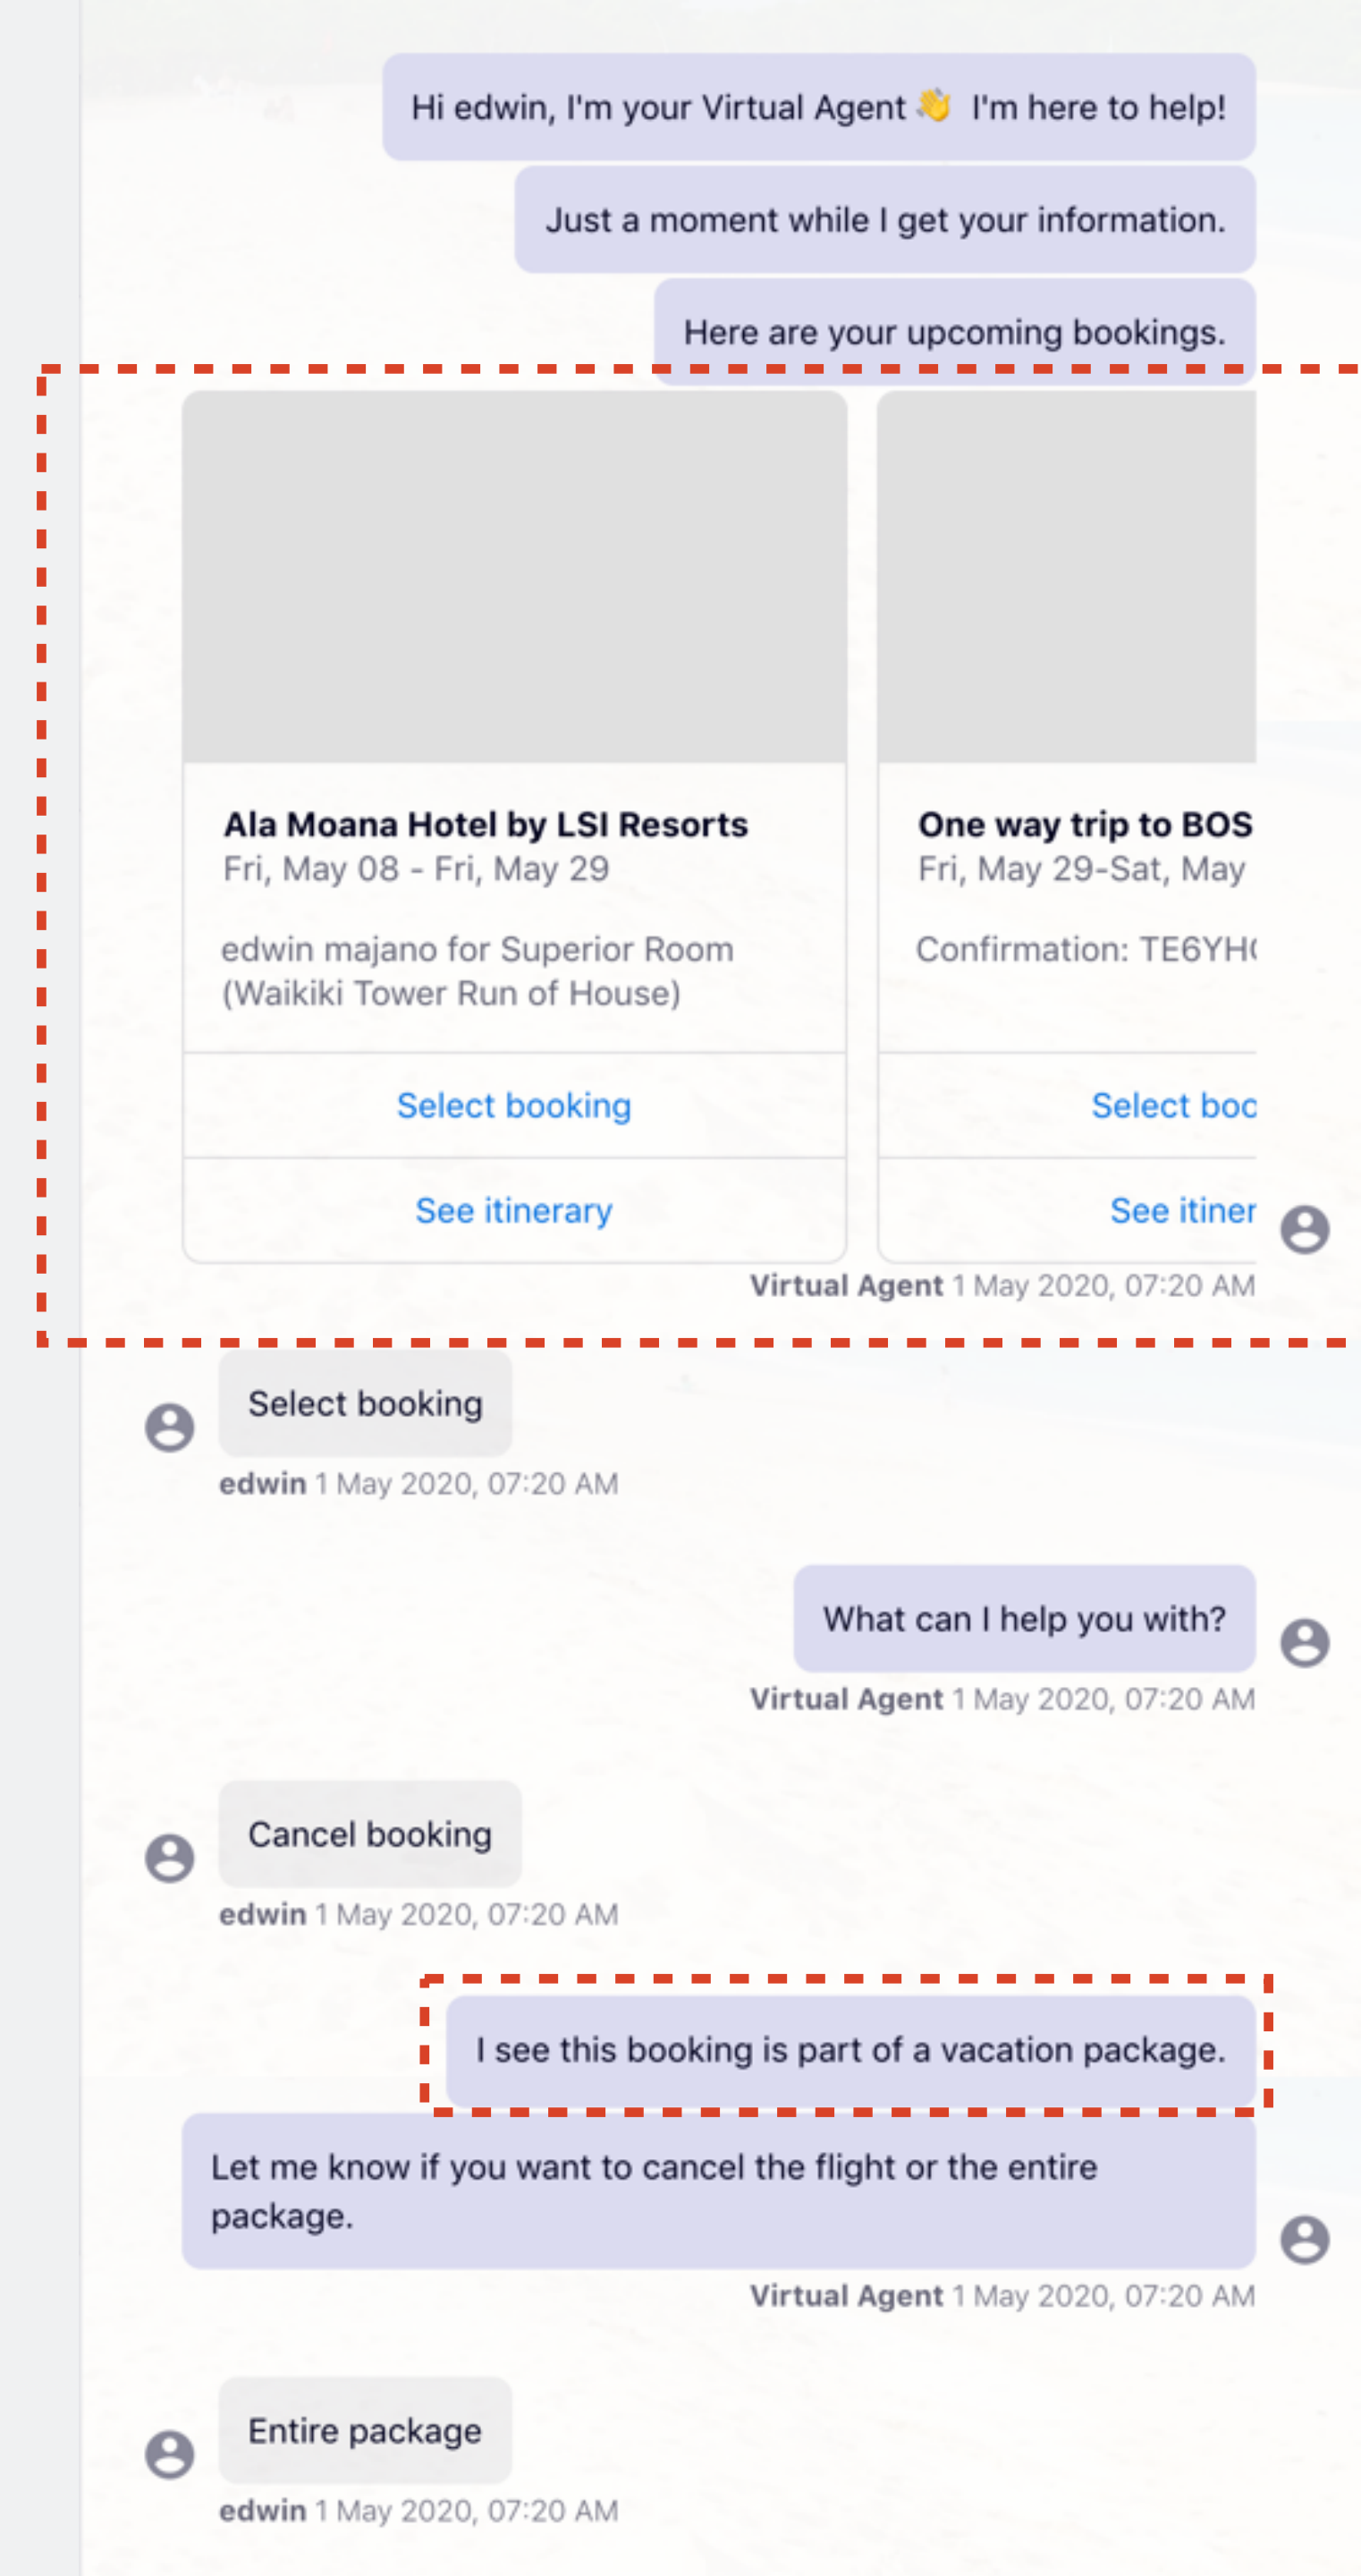 Hi edwin, I'm your Virtual Agent 👋 I'm here to help!
Just a moment while I get your information.
Here are your upcoming bookings.
Ala Moana Hotel by LSI Resorts
Fri, May 08 - Fri, May 29
edwin majano for Superior Room
(Waikiki Tower Run of House)
Select booking
See itinerary
One way trip to BOS
Fri, May 29-Sat, May
Confirmation: TE6YH
Select boo
See itiner
Virtual Agent 1 May 2020, 07:20 AM
Select booking
edwin 1 May 2020, 07:20 AM
What can I help you with?
Virtual Agent 1 May 2020, 07:20 AM
Cancel booking
edwin 1 May 2020, 07:20 AM
I see this booking is part of a vacation package.
Let me know if you want to cancel the flight or the entire
package.
Virtual Agent 1 May 2020, 07:20 AM
Entire package
edwin 1 May 2020, 07:20 AM